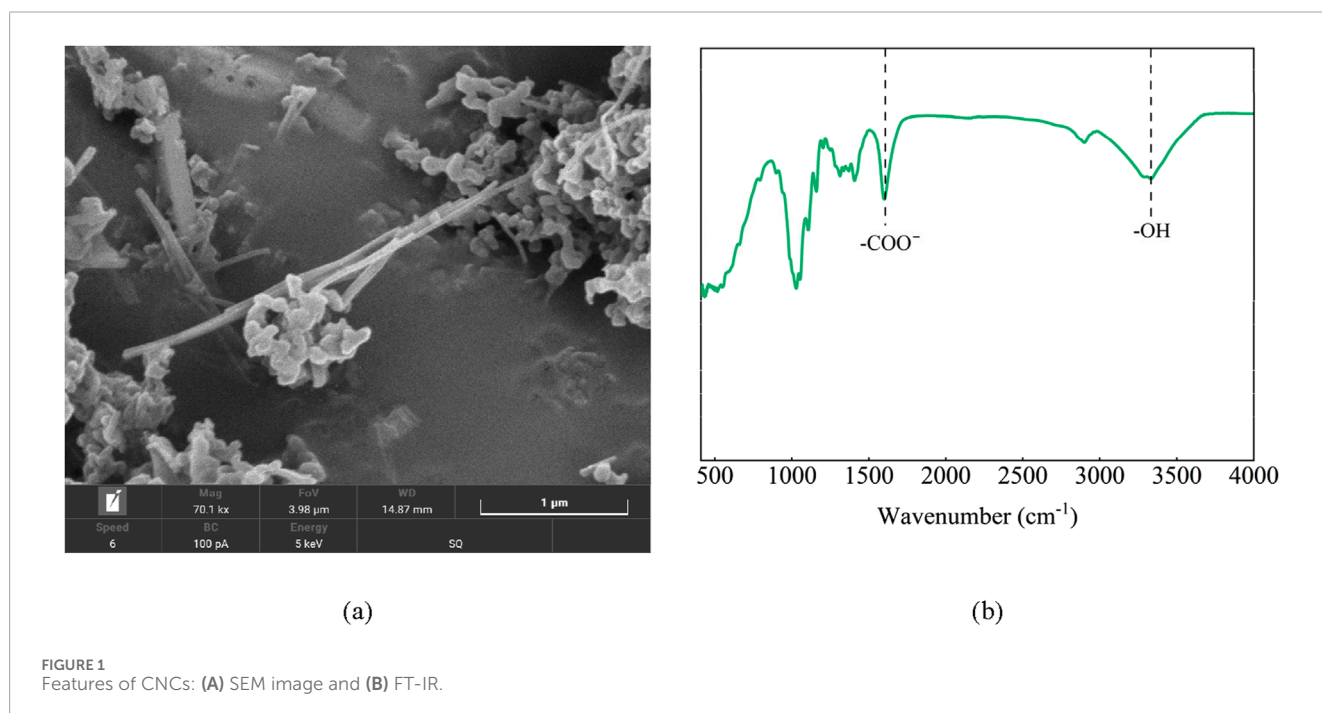 Mag
70.1 kx
FoV
3.98 µm
WD
14.87 mm
1 µm
Speed
6
BC
100 pA
Energy
5 keV
SQ
(a)
-COO⁻
-OH
500 1000 1500 2000 2500 3000 3500 4000
Wavenumber (cm⁻¹)
(b)
FIGURE 1
Features of CNCs: (A) SEM image and (B) FT-IR.